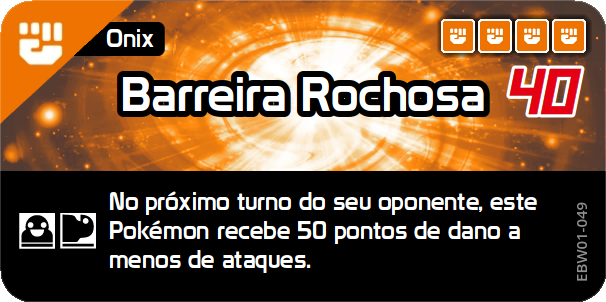 Onix
Barreira Rochosa 40
No próximo turno do seu oponente, este
Pokémon recebe 50 pontos de dano a
menos de ataques.
EBW01-049